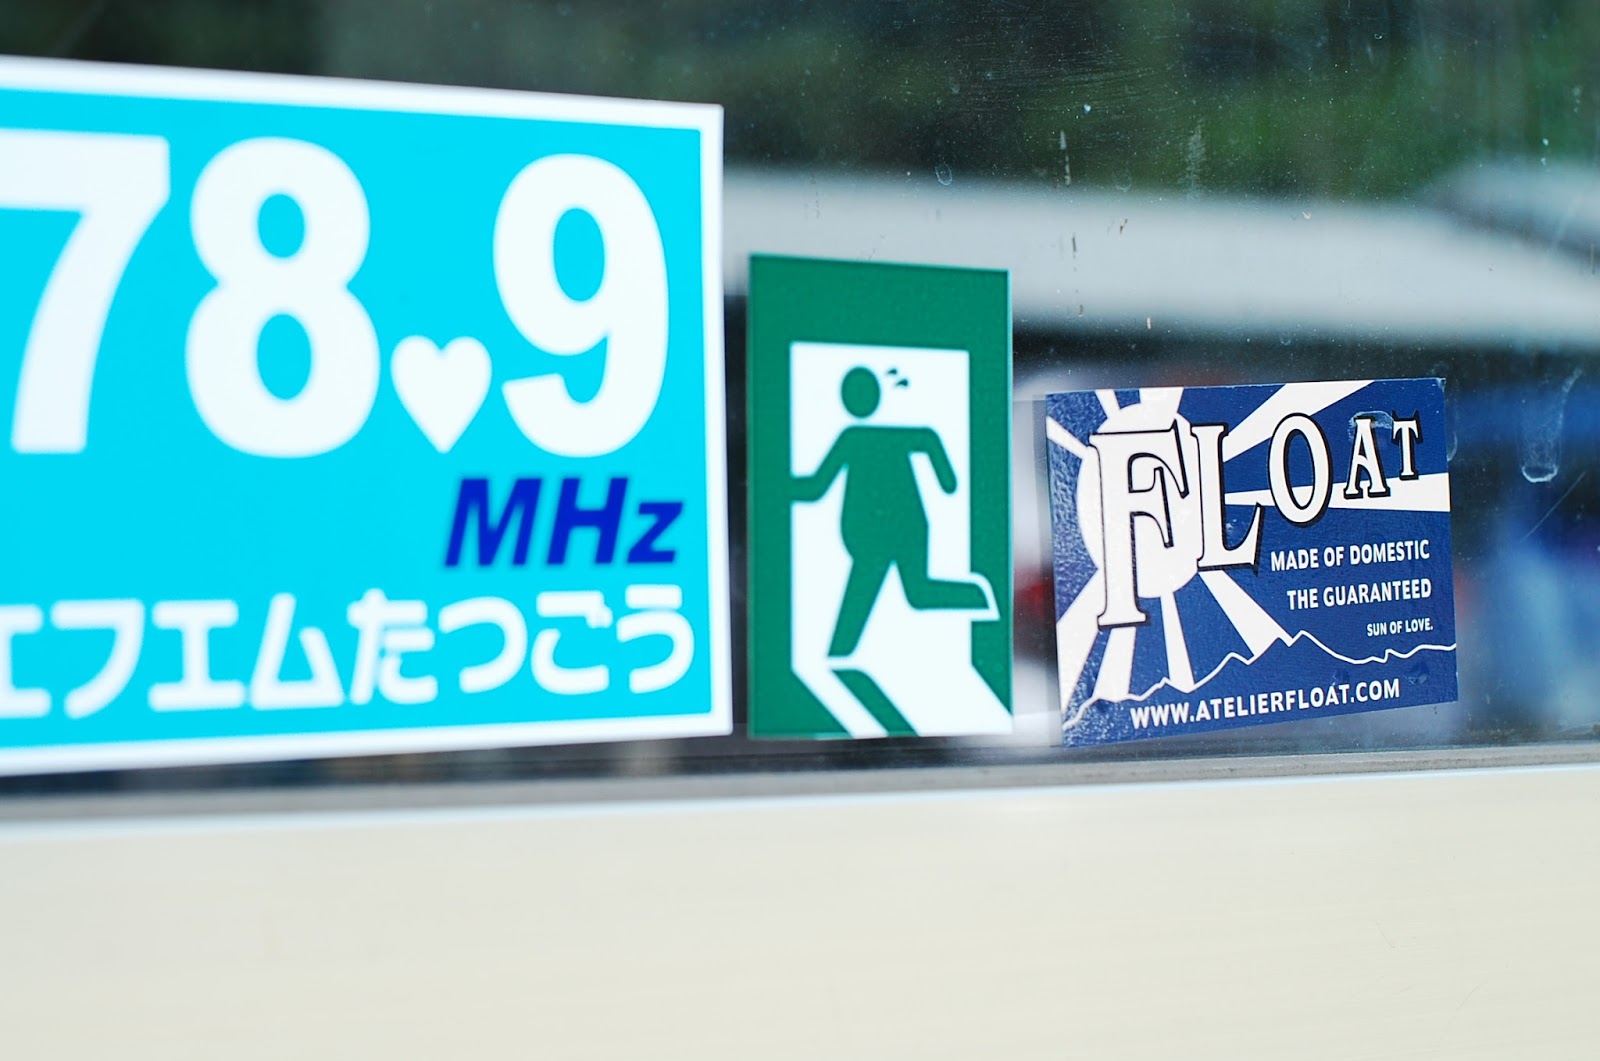 78.9
MHz
エフエムたつごう
FLOAT
MADE OF DOMESTIC
THE GUARANTEED
SUN OF LOVE.
WWW.ATELIERFLOAT.COM